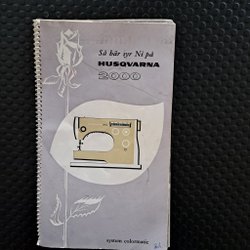 Så här syr Ni på
HUSQVARNA
2000
system colormatic